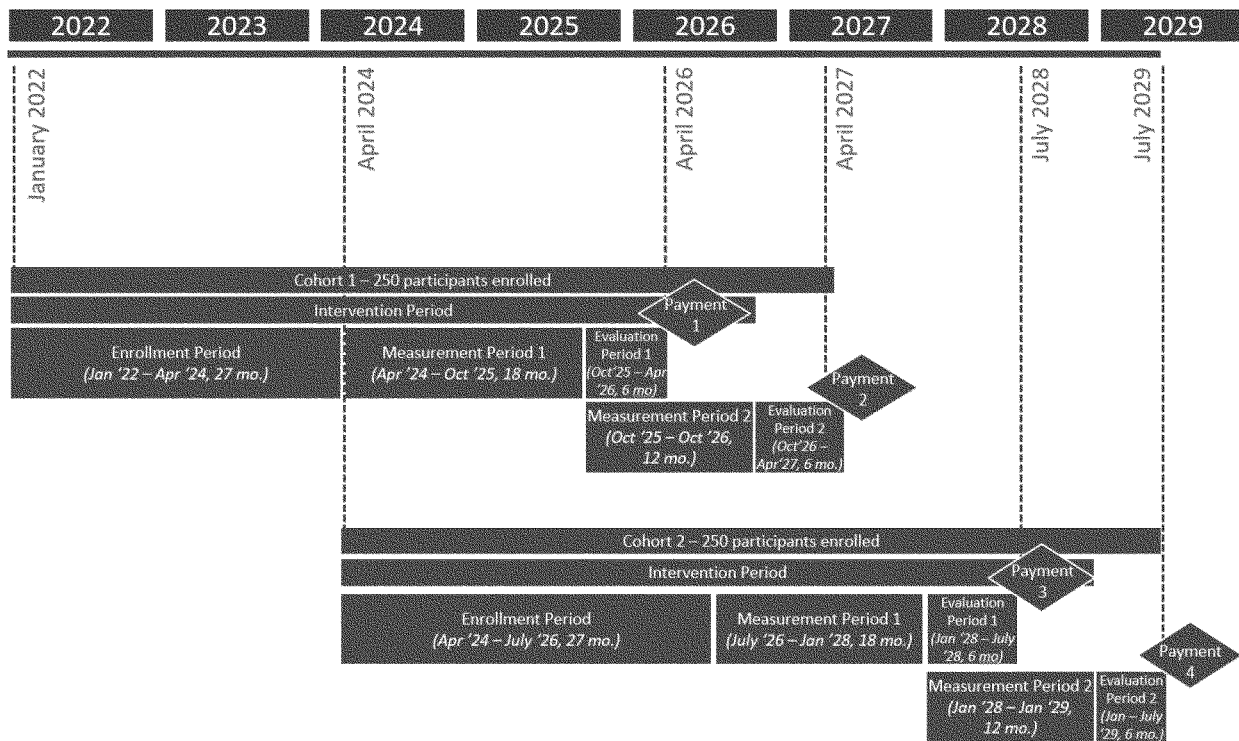 2022 2023 2024 2025 2026 2027 2028 2029
January 2022
April 2024
April 2026
April 2027
July 2028
July 2029
Cohort 1 – 250 participants enrolled
Intervention Period
Payment
1
Enrollment Period
(Jan '22 – Apr '24, 27 mo.)
Measurement Period 1
(Apr '24 – Oct '25, 18 mo.)
Evaluation
Period 1
(Oct'25 – Apr
'26, 6 mo)
Payment
2
Measurement Period 2
(Oct '25 – Oct '26,
12 mo.)
Evaluation
Period 2
(Oct'26 –
Apr'27, 6 mo.)
Cohort 2 – 250 participants enrolled
Intervention Period
Payment
3
Enrollment Period
(Apr '24 – July '26, 27 mo.)
Measurement Period 1
(July '26 – Jan '28, 18 mo.)
Evaluation
Period 1
(Jan '28 – July
'28, 6 mo)
Payment
4
Measurement Period 2
(Jan '28 – Jan '29,
12 mo.)
Evaluation
Period 2
(Jan – July
'29, 6 mo.)